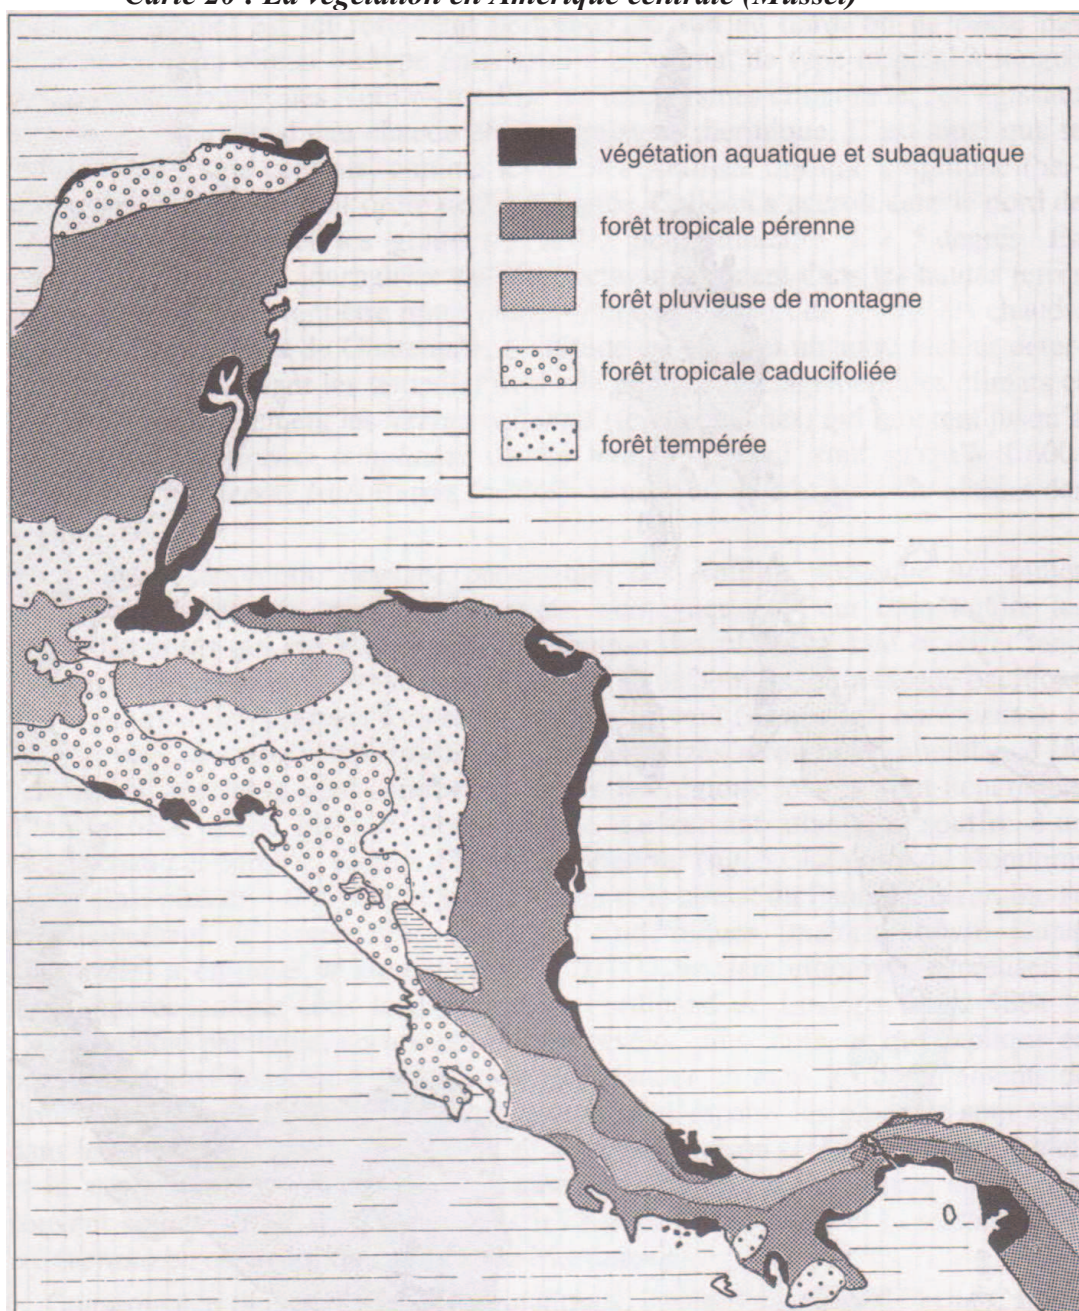 Carte 20 : La végétation en Amérique centrale (Musset)
végétation aquatique et subaquatique
forêt tropicale pérenne
forêt pluvieuse de montagne
forêt tropicale caducifoliée
forêt tempérée